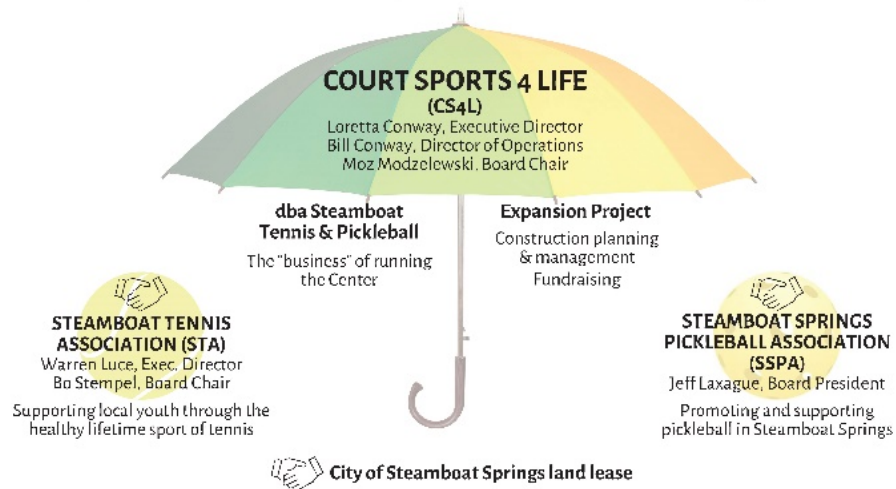 COURT SPORTS 4 LIFE
(CS4L)
Loretta Conway, Executive Director
Bill Conway, Director of Operations
Moz Modzelewski, Board Chair
dba Steamboat
Tennis & Pickleball
The "business" of running
the Center
Expansion Project
Construction planning
& management
Fundraising
STEAMBOAT TENNIS
ASSOCIATION (STA)
Warren Luce, Exec. Director
Bo Stempel, Board Chair
Supporting local youth through the
healthy lifetime sport of tennis
STEAMBOAT SPRINGS
PICKLEBALL ASSOCIATION
(SSPA)
Jeff Laxague, Board President
Promoting and supporting
pickleball in Steamboat Springs
City of Steamboat Springs land lease